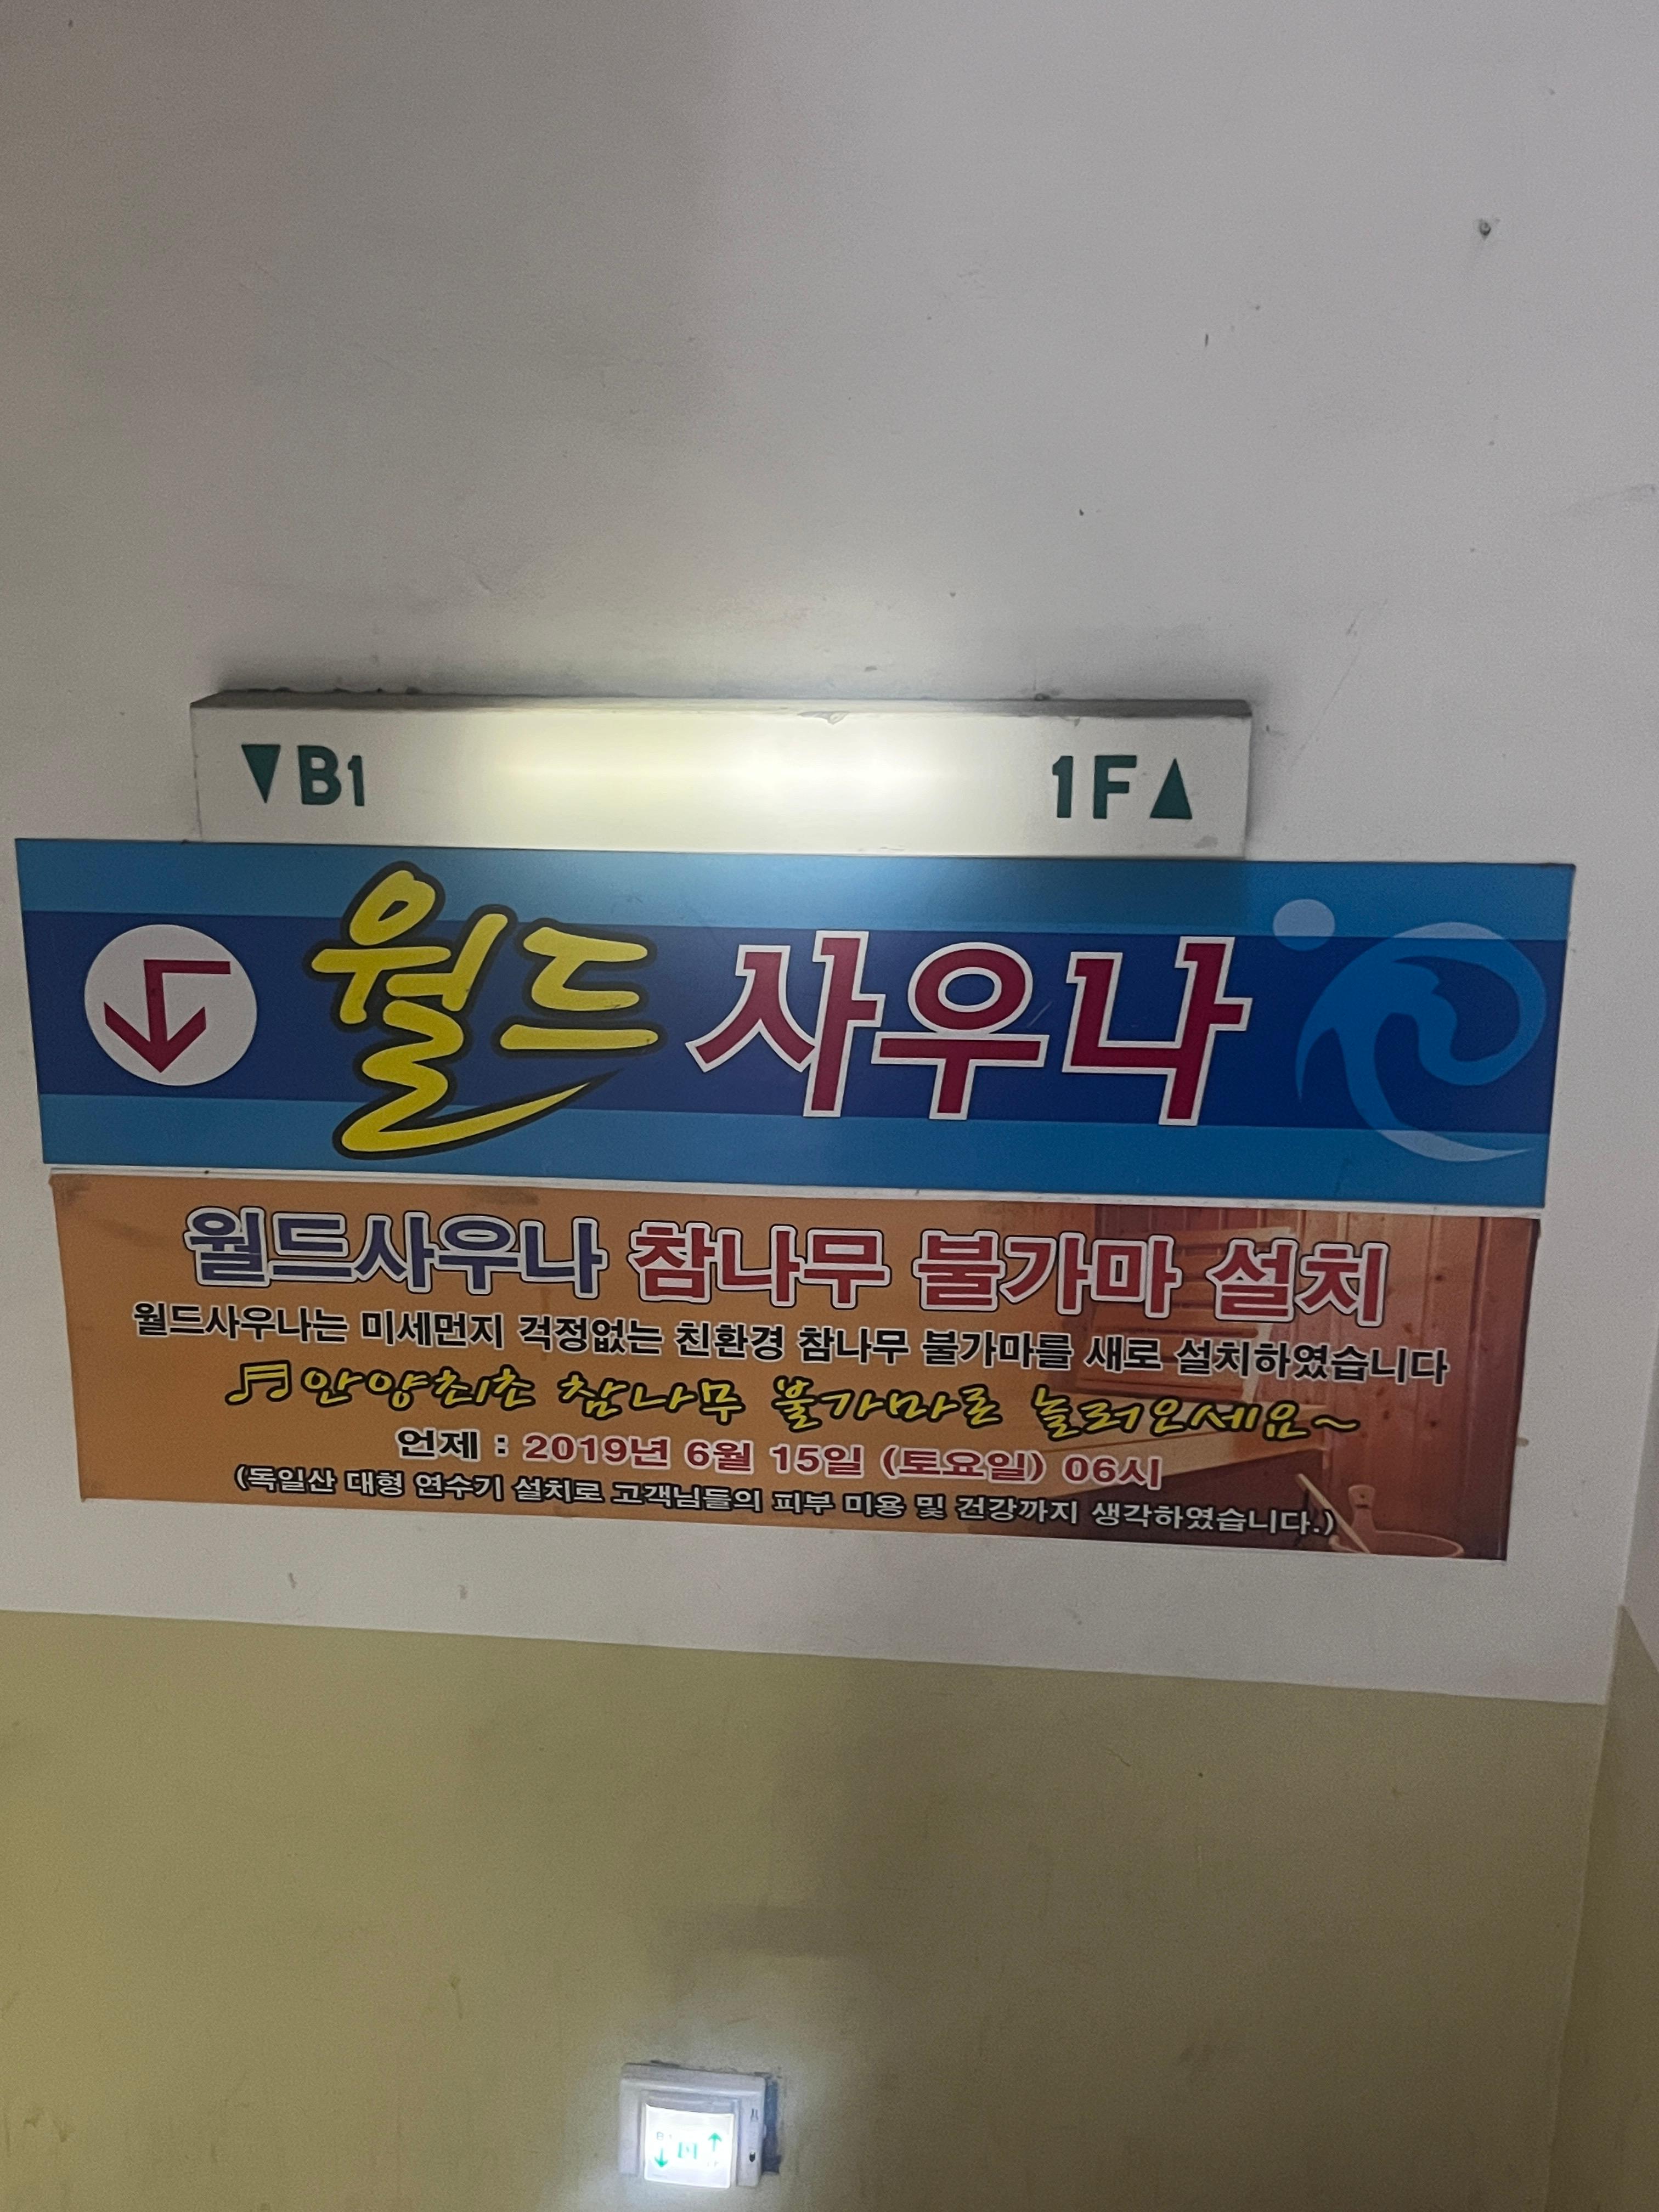 ▼B1 1F▲
월드 사우나
월드사우나 참나무 불가마 설치
월드사우나는 미세먼지 걱정없는 친환경 참나무 불가마를 새로 설치하였습니다
안양최초 참나무 불가마로 놀러오세요~
언제 : 2019년 6월 15일 (토요일) 06시
(독일산 대형 연수기 설치로 고객님들의 피부 미용 및 건강까지 생각하였습니다.)